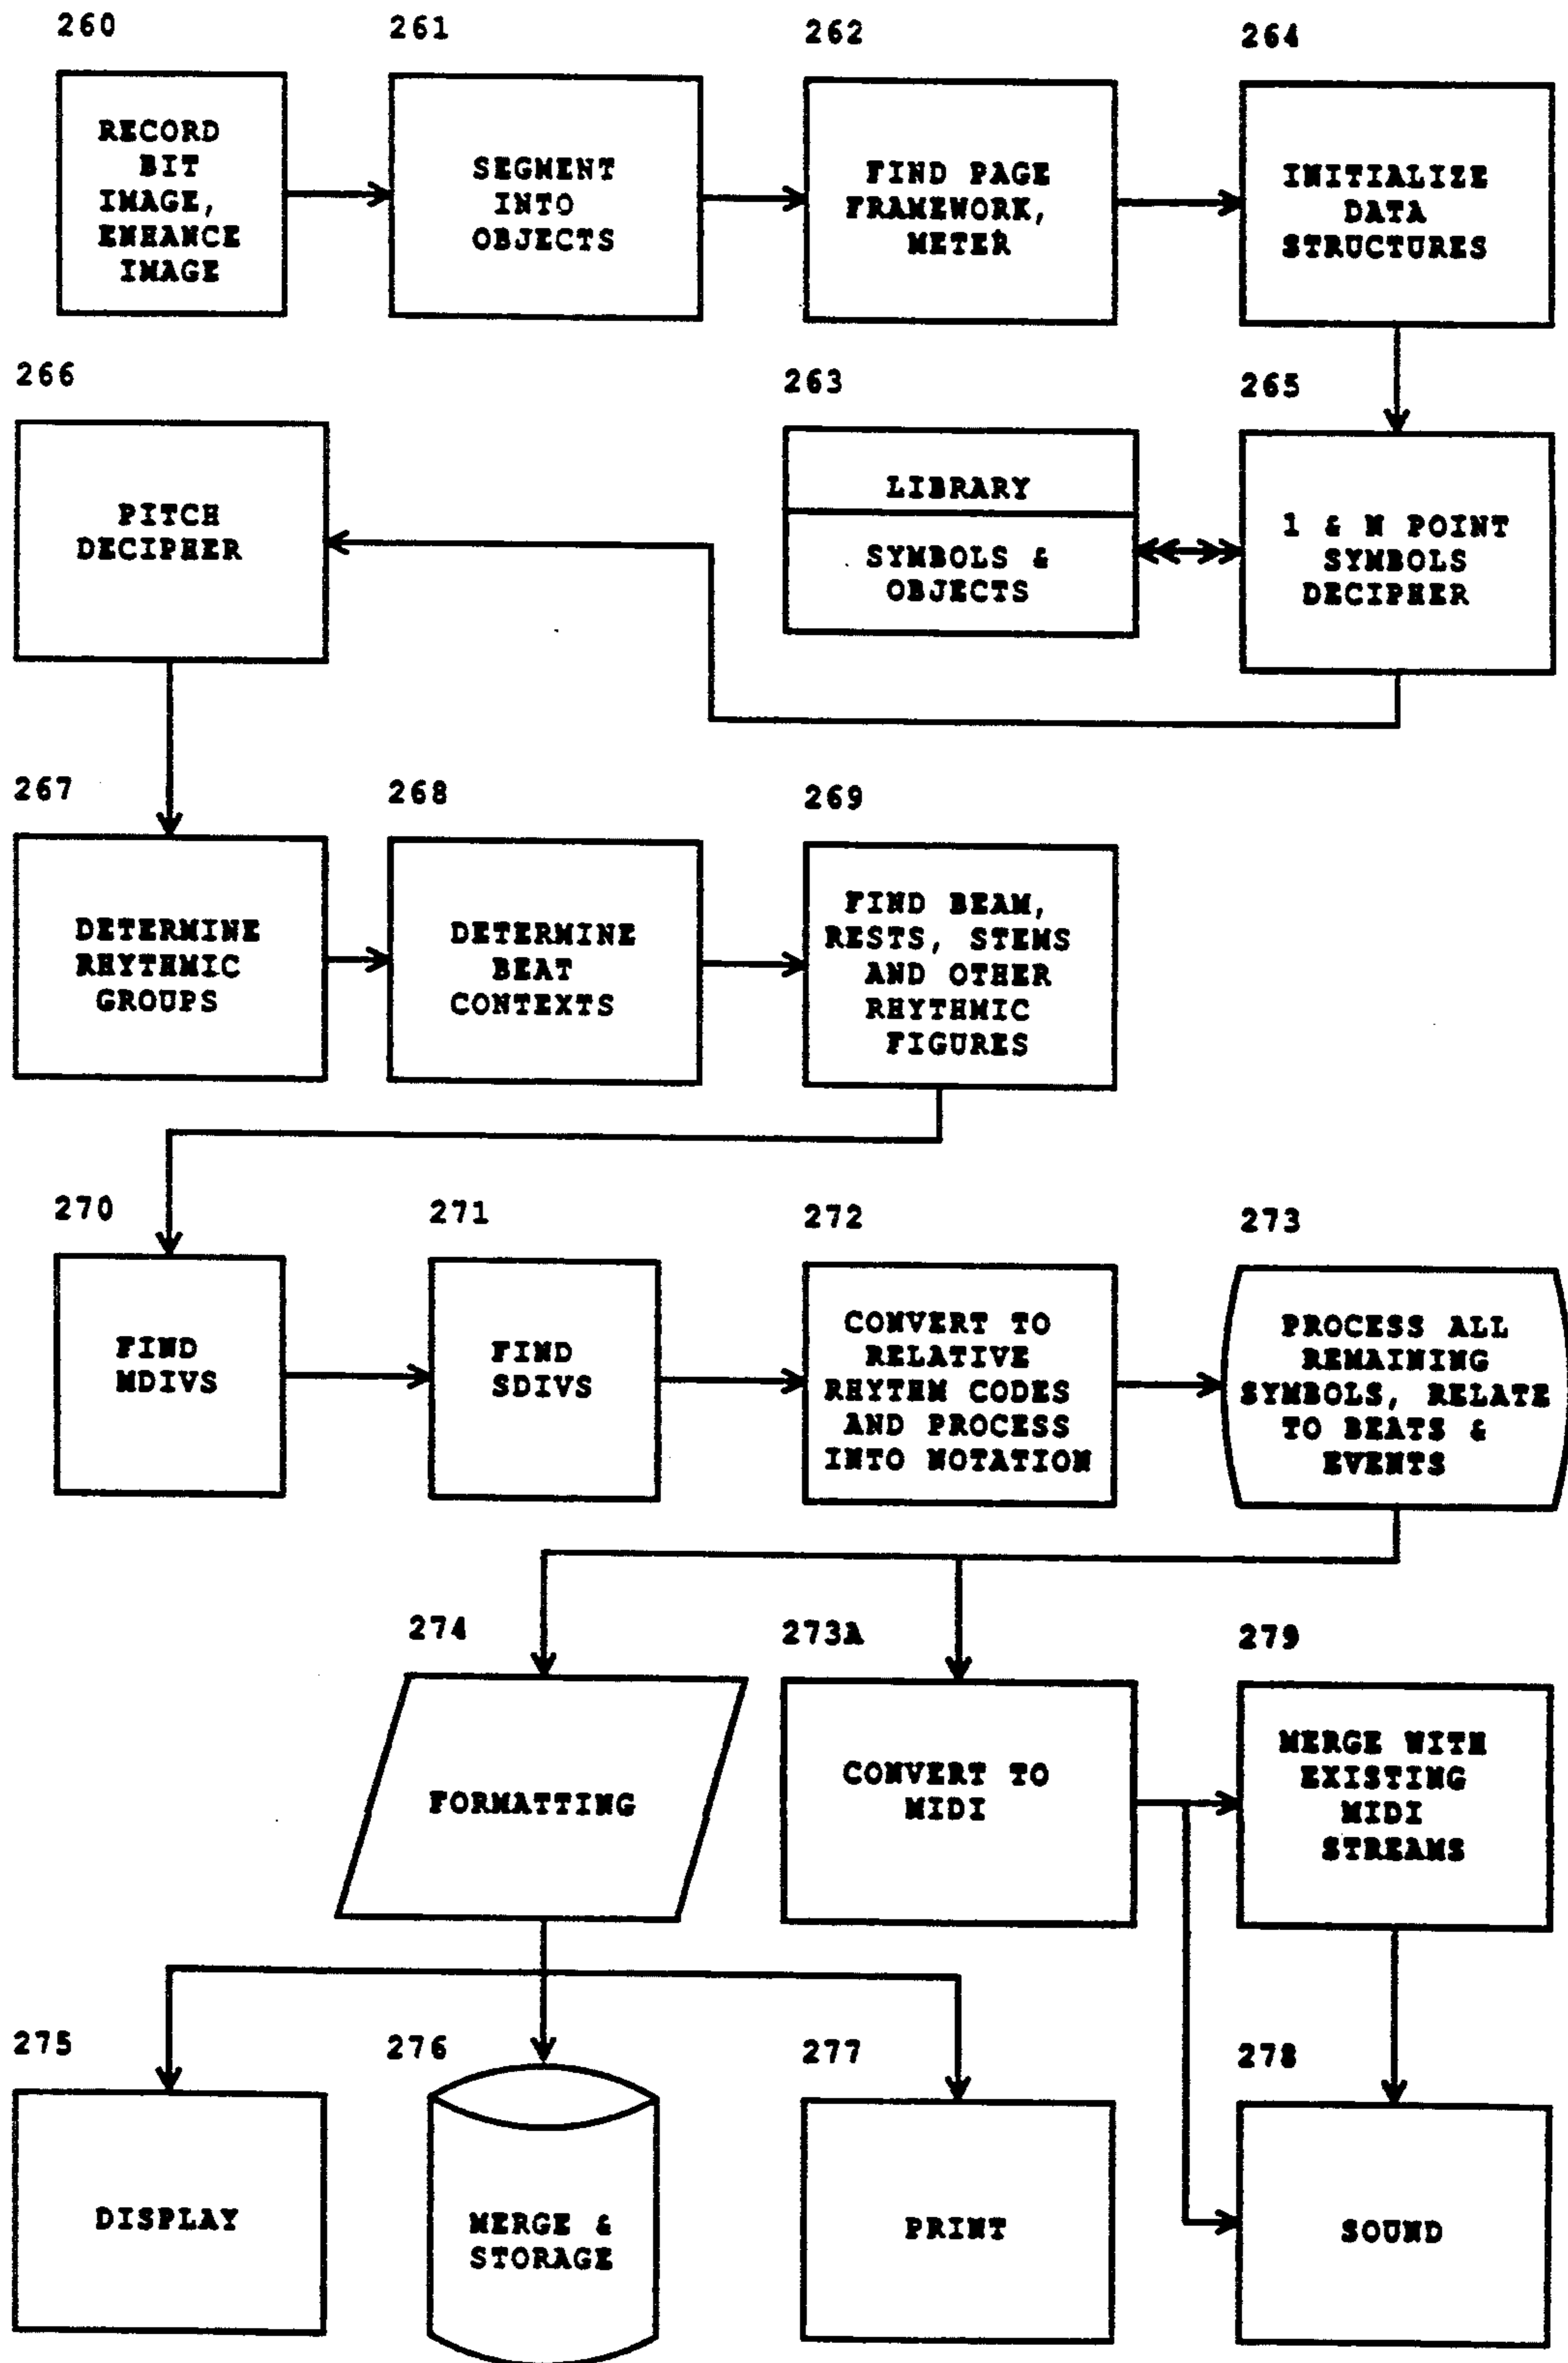 260
RECORD
BIT
IMAGE,
ENHANCE
IMAGE
261
SEGMENT
INTO
OBJECTS
262
FIND PAGE
FRAMEWORK,
METER
264
INITIALIZE
DATA
STRUCTURES
266
PITCH
DECIPHER
263
LIBRARY
SYMBOLS &
OBJECTS
265
1 & N POINT
SYMBOLS
DECIPHER
267
DETERMINE
RHYTHMIC
GROUPS
268
DETERMINE
BEAT
CONTEXTS
269
FIND BEAM,
RESTS, STEMS
AND OTHER
RHYTHMIC
FIGURES
270
FIND
MDIVS
271
FIND
SDIVS
272
CONVERT TO
RELATIVE
RHYTHM CODES
AND PROCESS
INTO NOTATION
273
PROCESS ALL
REMAINING
SYMBOLS, RELATE
TO BEATS &
EVENTS
274
FORMATTING
273A
CONVERT TO
MIDI
279
MERGE WITH
EXISTING
MIDI
STREAMS
275
DISPLAY
276
MERGE &
STORAGE
277
PRINT
278
SOUND